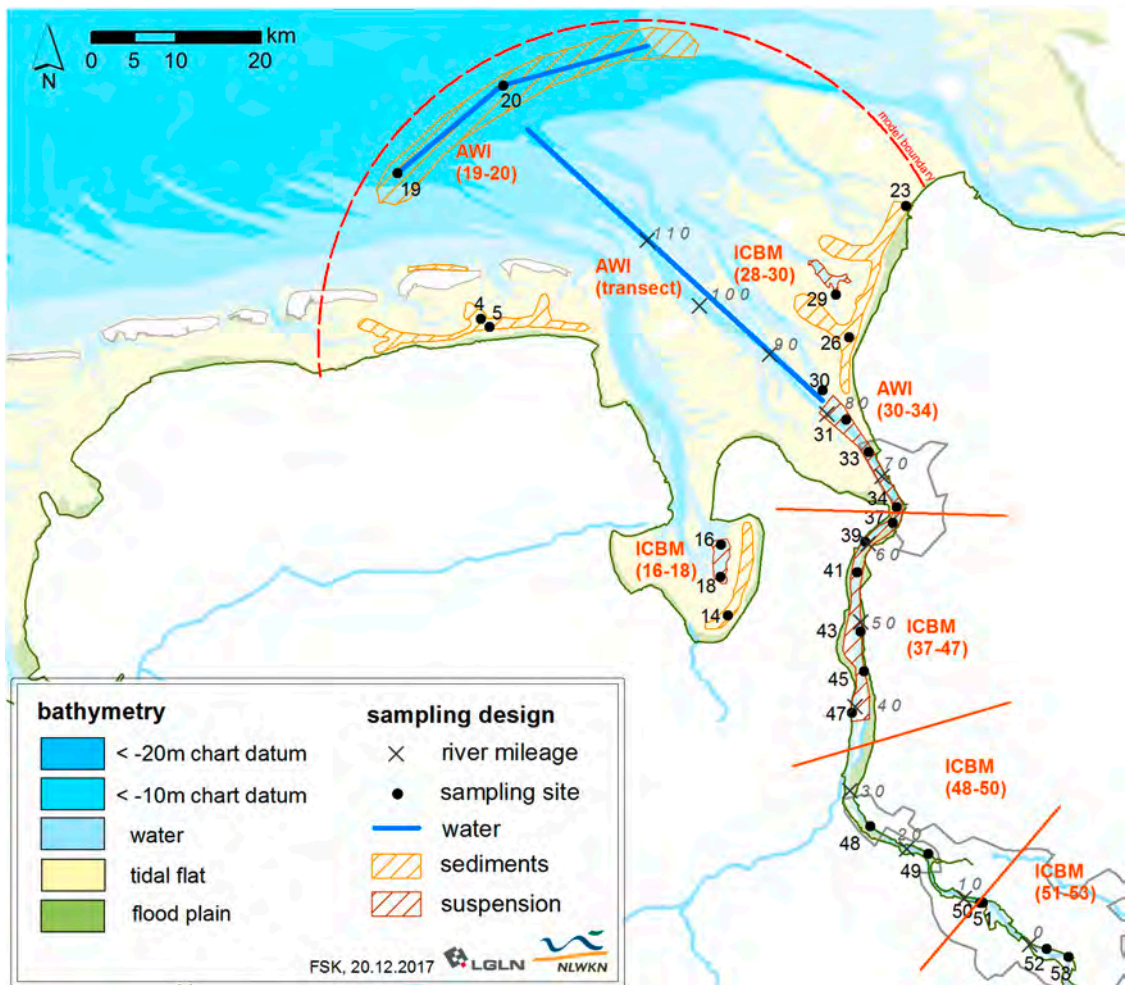 km
0 5 10 20
N
20
19
AWI
(19-20)
model boundary
23
110
AWI
(transect)
ICBM
(28-30)
29
100
4
5
26
90
30
AWI
(30-34)
80
31
33
70
34
37
39
60
16
ICBM
(16-18)
18
14
41
50
43
ICBM
(37-47)
45
40
47
ICBM
(48-50)
30
48
20
49
ICBM
(51-53)
10
50
51
0
52
53
bathymetry
< -20m chart datum
< -10m chart datum
water
tidal flat
flood plain
sampling design
river mileage
sampling site
water
sediments
suspension
FSK, 20.12.2017
LGLN
NLWKN